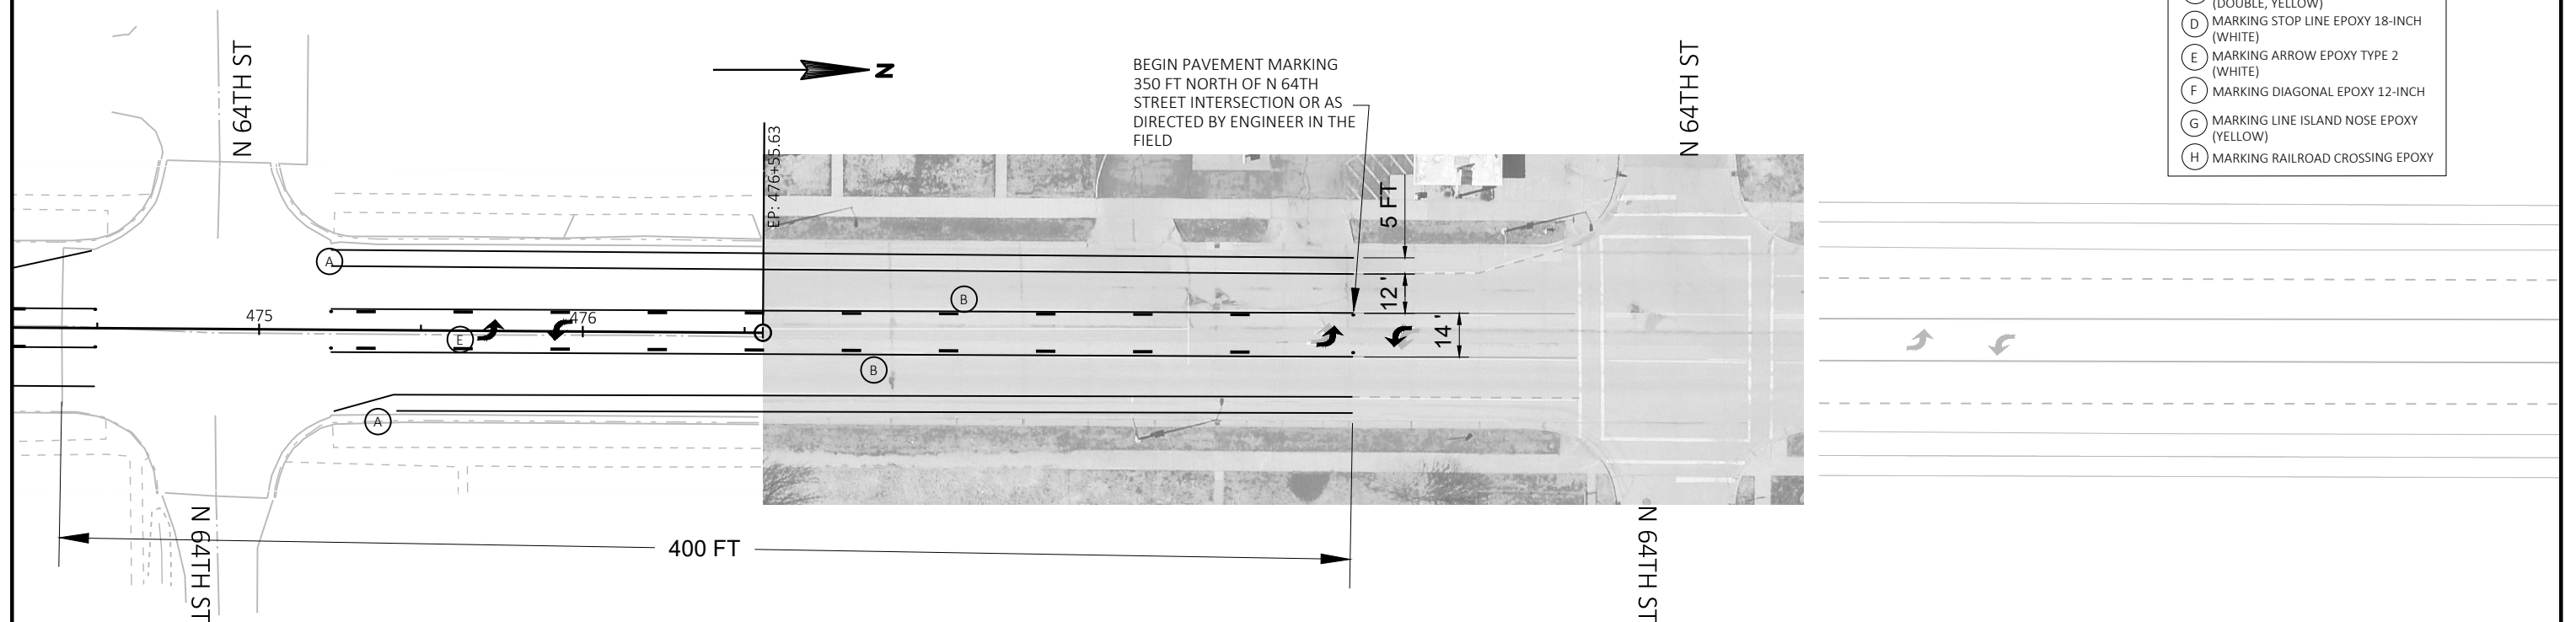 (DOUBLE, YELLOW)
D MARKING STOP LINE EPOXY 18-INCH
(WHITE)
E MARKING ARROW EPOXY TYPE 2
(WHITE)
F MARKING DIAGONAL EPOXY 12-INCH
G MARKING LINE ISLAND NOSE EPOXY
(YELLOW)
H MARKING RAILROAD CROSSING EPOXY
N 64TH ST
N
BEGIN PAVEMENT MARKING
350 FT NORTH OF N 64TH
STREET INTERSECTION OR AS
DIRECTED BY ENGINEER IN THE
FIELD
N 64TH ST
EP: 476+55.63
5 FT
A
12 '
B
475
476
E
14 '
B
A
400 FT
N 64TH ST
N 64TH ST